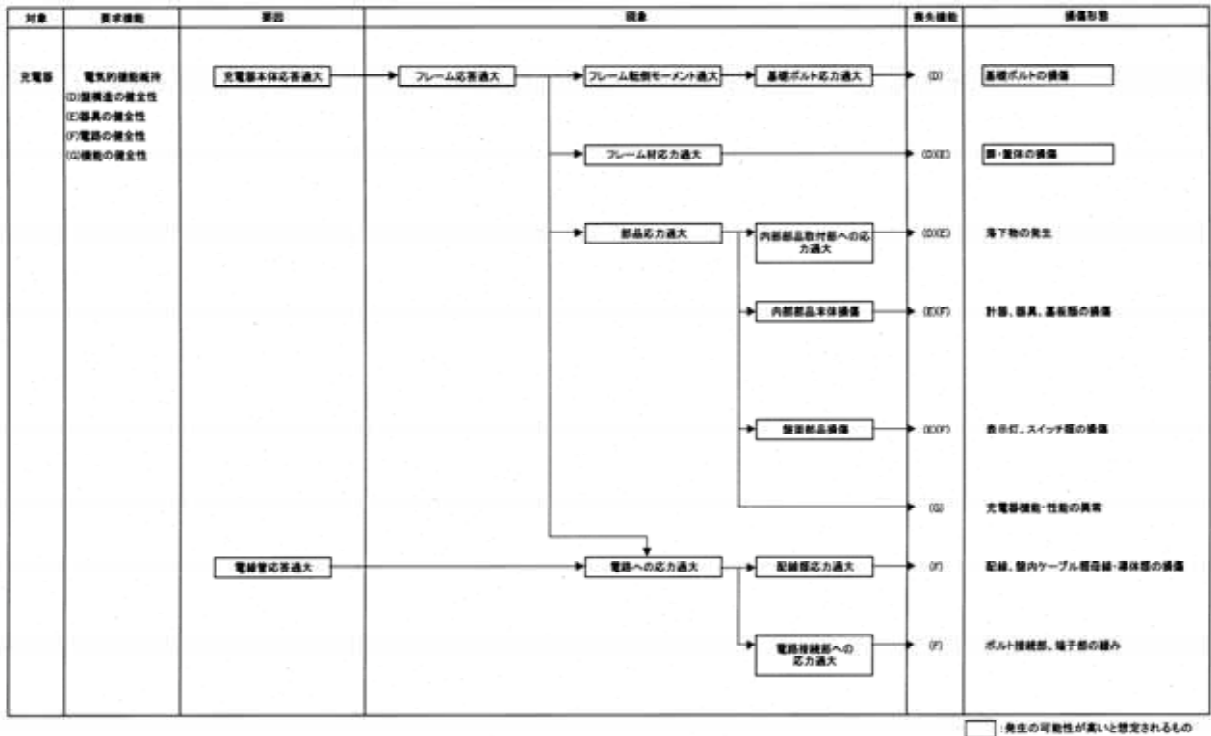 対象 要求機能 要因 現象 喪失機能 損傷形態
充電器 電気的機能維持 充電器本体応答過大 フレーム応答過大 フレーム転倒モーメント過大 基礎ボルト応力過大 (D) 基礎ボルトの損傷
(D)盤構造の健全性
(E)器具の健全性
(F)電路の健全性
(G)機能の健全性 フレーム材応力過大 (D)(E) 扉・筐体の損傷
部品応力過大 内部部品取付部への応
力過大 (D)(E) 落下物の発生
内部部品本体損傷 (E)(F) 計器、器具、基板類の損傷
盤面部品損傷 (E)(F) 表示灯、スイッチ類の損傷
(G) 充電器機能・性能の異常
電線管応答過大 電路への応力過大 配線類応力過大 (F) 配線、盤内ケーブル類母線・導体類の損傷
電路接続部への
応力過大 (F) ボルト接続部、端子部の緩み
:発生の可能性が高いと想定されるもの